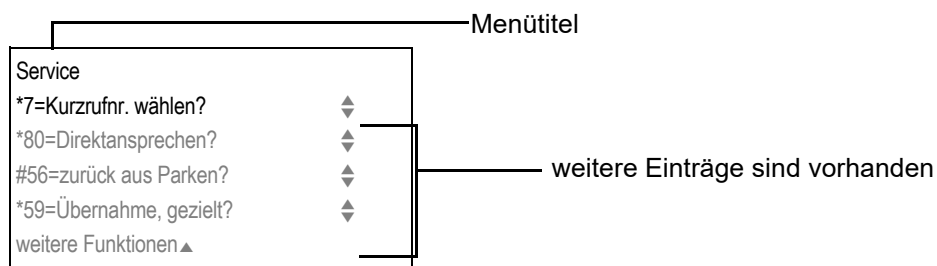 Menütitel
Service
*7=Kurzrufnr. wählen?
*80=Direktansprechen?
#56=zurück aus Parken?
weitere Einträge sind vorhanden
*59=Übernahme, gezielt?
weitere Funktionen